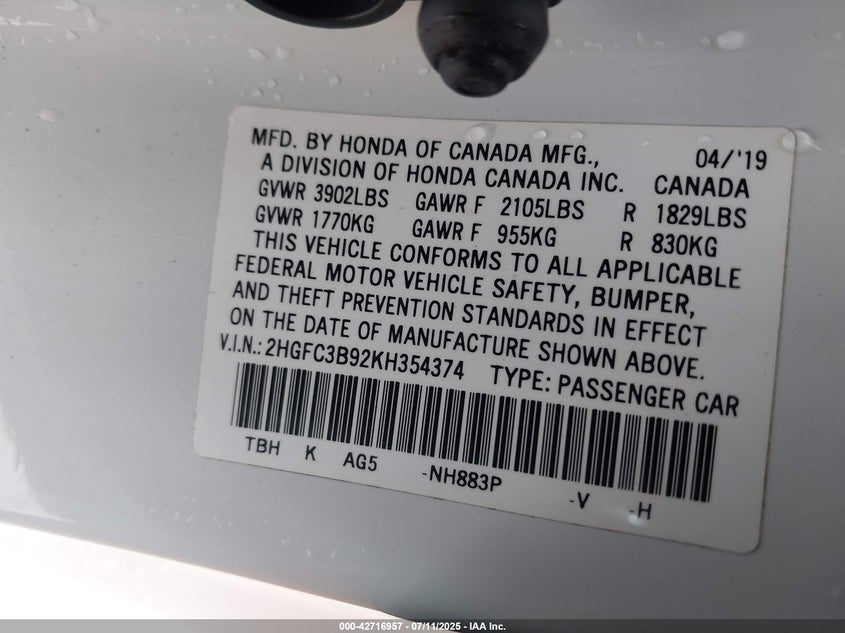 MFD. BY HONDA OF CANADA MFG., 04/'19
A DIVISION OF HONDA CANADA INC. CANADA
GVWR 3902LBS GAWR F 2105LBS R 1829LBS
GVWR 1770KG GAWR F 955KG R 830KG
THIS VEHICLE CONFORMS TO ALL APPLICABLE
FEDERAL MOTOR VEHICLE SAFETY, BUMPER,
AND THEFT PREVENTION STANDARDS IN EFFECT
ON THE DATE OF MANUFACTURE SHOWN ABOVE.
V.I.N.: 2HGFC3B92KH354374 TYPE: PASSENGER CAR
TBH K AG5 -NH883P -V -H
000-42716957 - 07/11/2025 - IAA Inc.